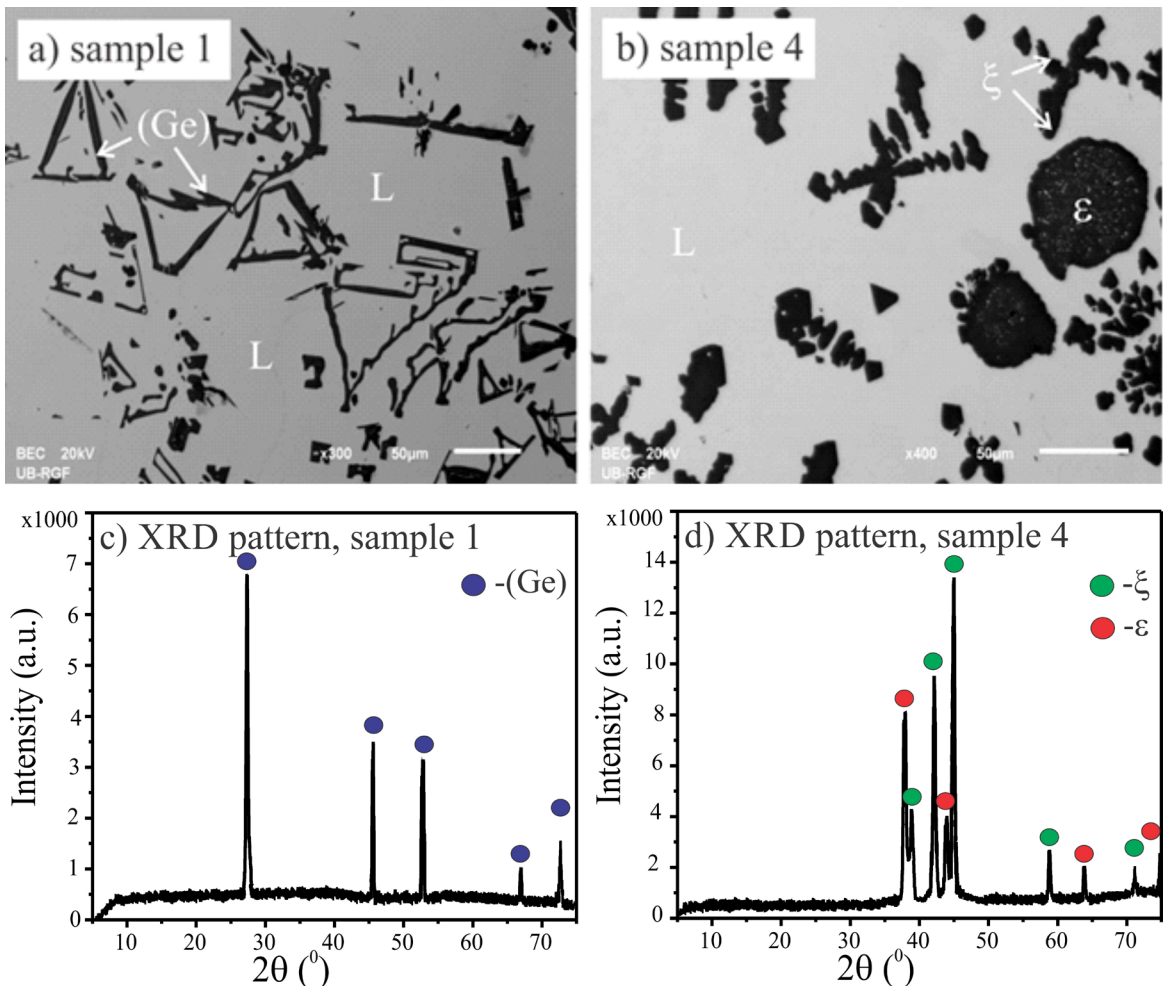 a) sample 1
(Ge)
L
L
BEC 20kV x300 50μm
UB-RGF
b) sample 4
ξ
ε
L
BEC 20kV x400 50μm
UB-RGF
x1000
c) XRD pattern, sample 1
-(Ge)
Intensity (a.u.)
7
6
5
4
3
2
1
0
10 20 30 40 50 60 70
2θ (⁰)
x1000
d) XRD pattern, sample 4
-ξ
-ε
Intensity (a.u.)
14
12
10
8
6
4
2
0
10 20 30 40 50 60 70
2θ (⁰)